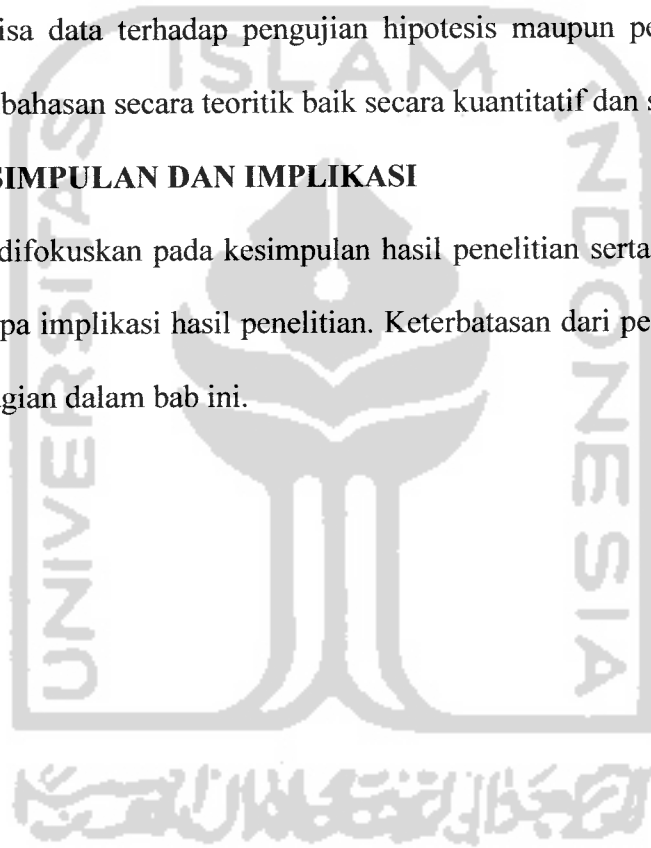 isa data terhadap pengujian hipotesis maupun pe
bahasan secara teoritik baik secara kuantitatif dan s
SIMPULAN DAN IMPLIKASI
difokuskan pada kesimpulan hasil penelitian serta
pa implikasi hasil penelitian. Keterbatasan dari pe
gian dalam bab ini.
UNIVERSITAS
ISLAM
INDONESIA